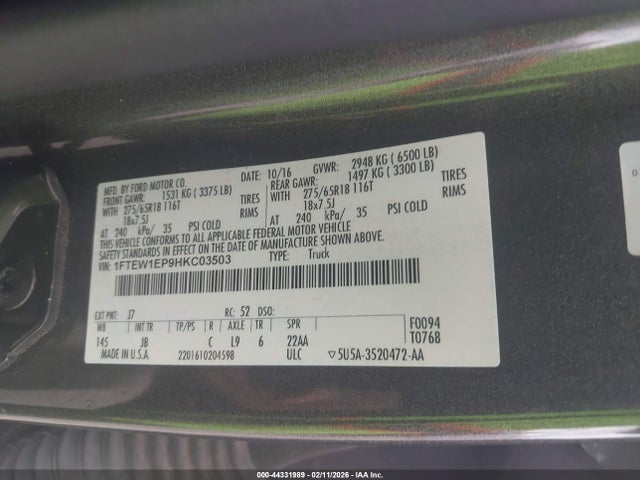 MFD. BY FORD MOTOR CO. DATE: 10/16 GVWR: 2948 KG ( 6500 LB)
FRONT GAWR: 1531 KG ( 3375 LB) REAR GAWR: 1497 KG ( 3300 LB)
WITH 275/65R18 116T TIRES WITH 275/65R18 116T TIRES
18x7.5J RIMS 18x7.5J RIMS
AT 240 kPa/ 35 PSI COLD AT 240 kPa/ 35 PSI COLD
THIS VEHICLE CONFORMS TO ALL APPLICABLE FEDERAL MOTOR VEHICLE
SAFETY STANDARDS IN EFFECT ON THE DATE OF MANUFACTURE SHOWN ABOVE.
VIN: 1FTEW1EP9HKC03503 TYPE: Truck
EXT PNT: J7 RC: 52 DSO: F0094
WB INT TR TP/PS R AXLE TR SPR T0768
145 JB C L9 6 22AA
MADE IN U.S.A. 2201610204598 ULC ▽5U5A-3520472-AA
000-44331989 - 02/11/2026 - IAA Inc.